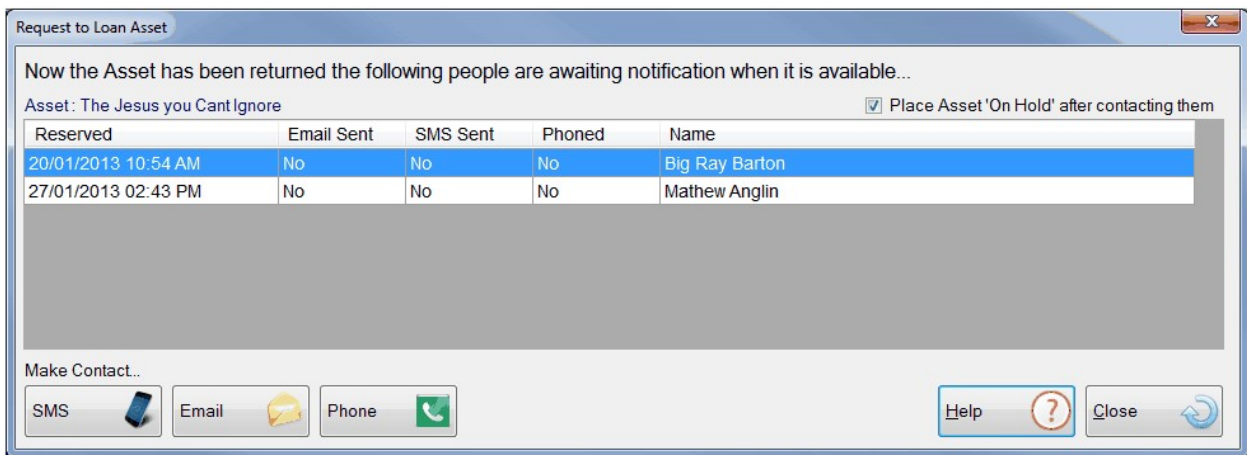 Request to Loan Asset
x
Now the Asset has been returned the following people are awaiting notification when it is available...
Asset : The Jesus you Cant Ignore Place Asset 'On Hold' after contacting them
Reserved Email Sent SMS Sent Phoned Name
20/01/2013 10:54 AM No No No Big Ray Barton
27/01/2013 02:43 PM No No No Mathew Anglin
Make Contact...
SMS Email Phone Help ? Close